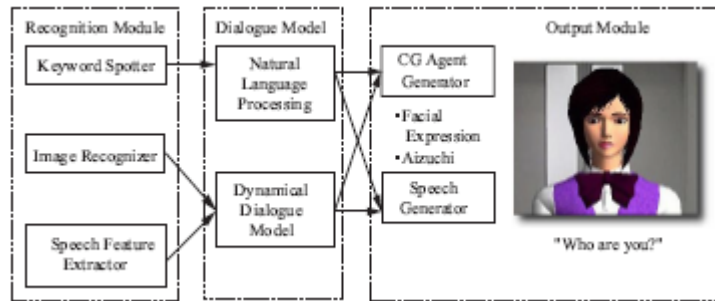 Recognition Module
Keyword Spotter
Image Recognizer
Speech Feature
Extractor
Dialogue Model
Natural
Language
Processing
Dynamical
Dialogue
Model
Output Module
CG Agent
Generator
•Facial
Expression
•Aizuchi
Speech
Generator
"Who are you?"